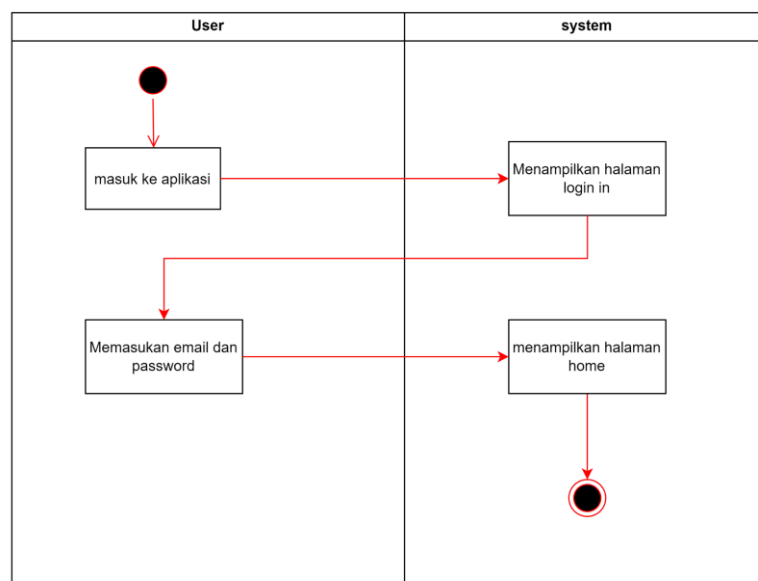 User
system
masuk ke aplikasi
Menampilkan halaman
login in
Memasukan email dan
password
menampilkan halaman
home